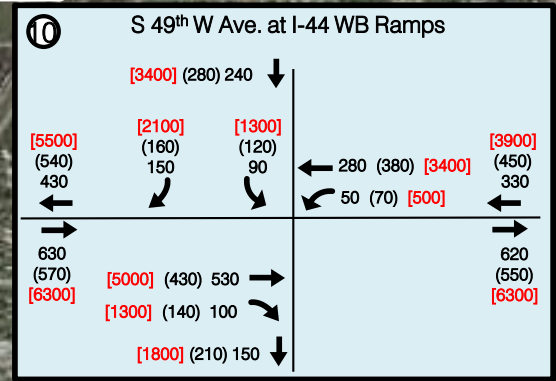 10
S 49th W Ave. at I-44 WB Ramps
[3400] (280) 240
[5500]
(540)
430
[2100]
(160)
150
[1300]
(120)
90
280 (380) [3400]
50 (70) [500]
[3900]
(450)
330
630
(570)
[6300]
[5000] (430) 530
[1300] (140) 100
[1800] (210) 150
620
(550)
[6300]